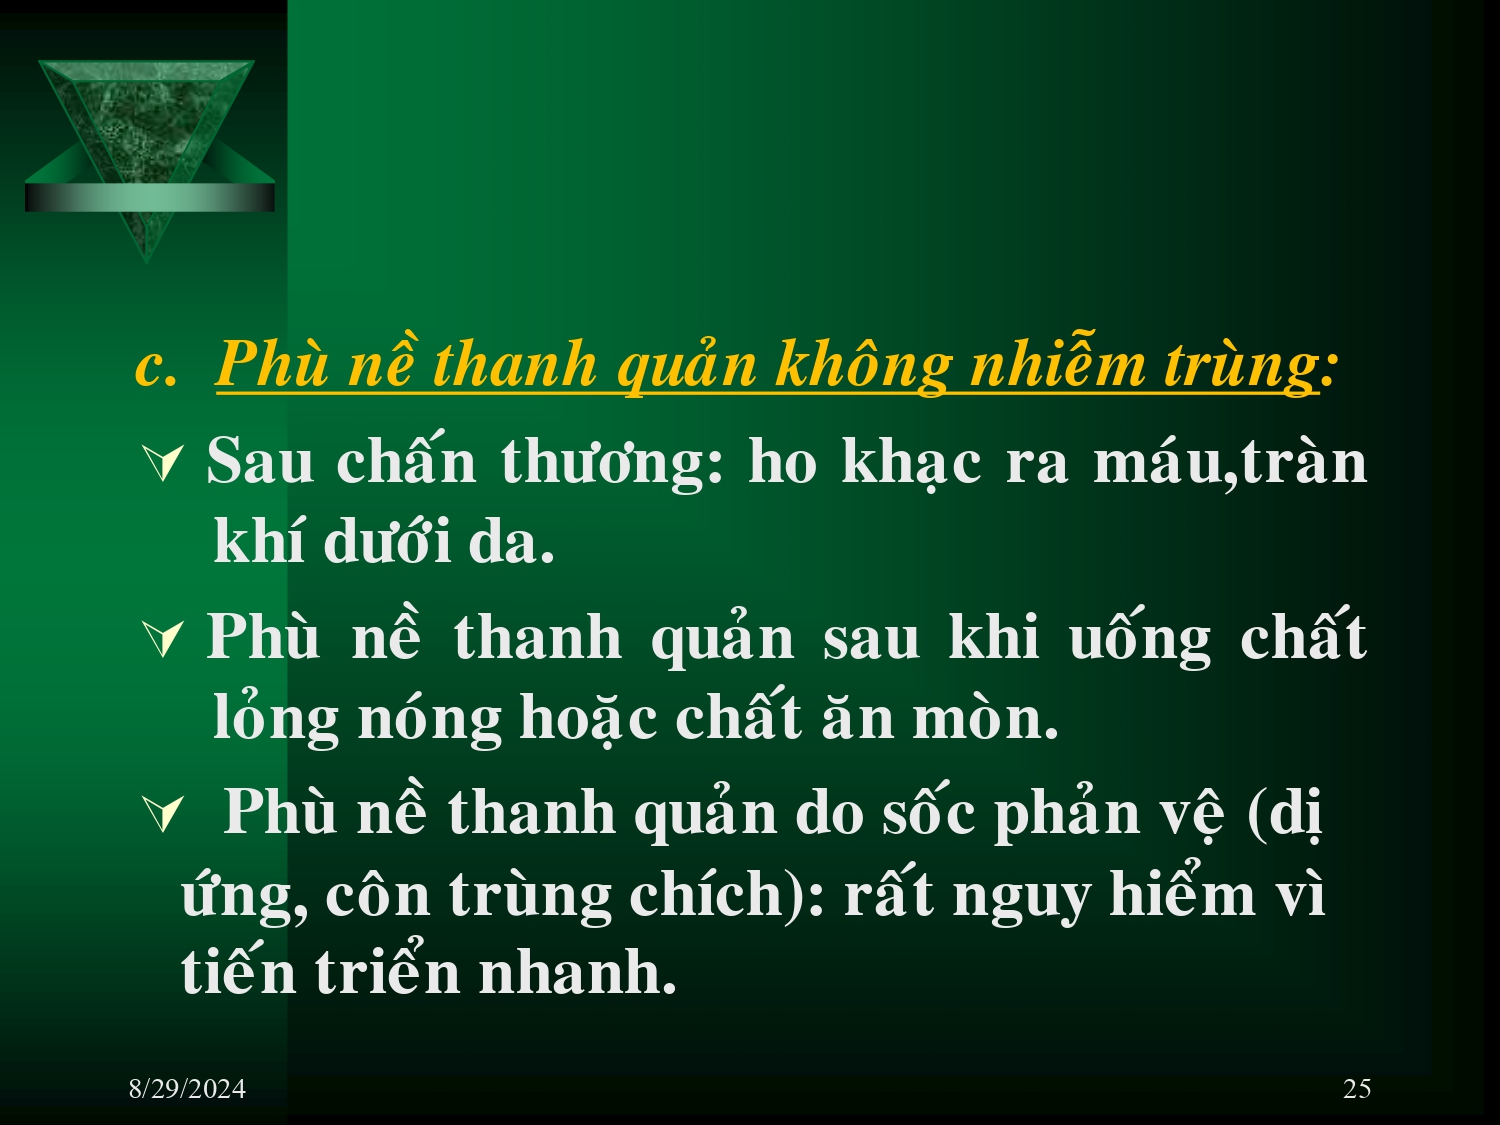 c. Phù nề thanh quản không nhiễm trùng:
Sau chấn thương: ho khạc ra máu,tràn
khí dưới da.
Phù nề thanh quản sau khi uống chất
lỏng nóng hoặc chất ăn mòn.
Phù nề thanh quản do sốc phản vệ (dị
ứng, côn trùng chích): rất nguy hiểm vì
tiến triển nhanh.
8/29/2024
25